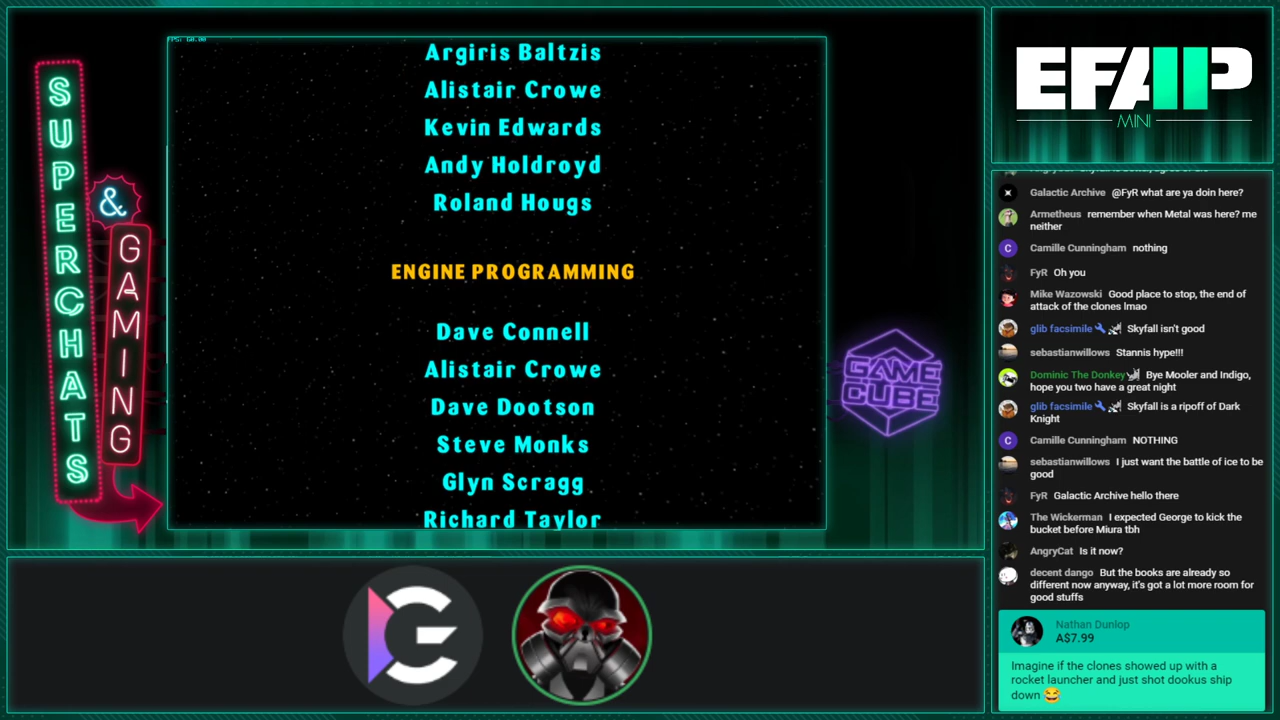 FPS: 60.00
Argiris Baltzis
Alistair Crowe
Kevin Edwards
Andy Holdroyd
Roland Hougs
ENGINE PROGRAMMING
Dave Connell
Alistair Crowe
Dave Dootson
Steve Monks
Glyn Scragg
Richard Taylor
SUPERCHATS
&
GAMING
GAME
CUBE
EFAP
MINI
Galactic Archive @FyR what are ya doin here?
Armetheus remember when Metal was here? me
neither
C Camille Cunningham nothing
FyR Oh you
Mike Wazowski Good place to stop, the end of
attack of the clones lmao
glib facsimile Skyfall isn't good
sebastianwillows Stannis hype!!!
Dominic The Donkey Bye Mooler and Indigo,
hope you two have a great night
glib facsimile Skyfall is a ripoff of Dark
Knight
C Camille Cunningham NOTHING
sebastianwillows I just want the battle of ice to be
good
FyR Galactic Archive hello there
The Wickerman I expected George to kick the
bucket before Miura tbh
AngryCat Is it now?
decent dango But the books are already so
different now anyway, it's got a lot more room for
good stuffs
Nathan Dunlop
A$7.99
Imagine if the clones showed up with a
rocket launcher and just shot dookus ship
down 😂